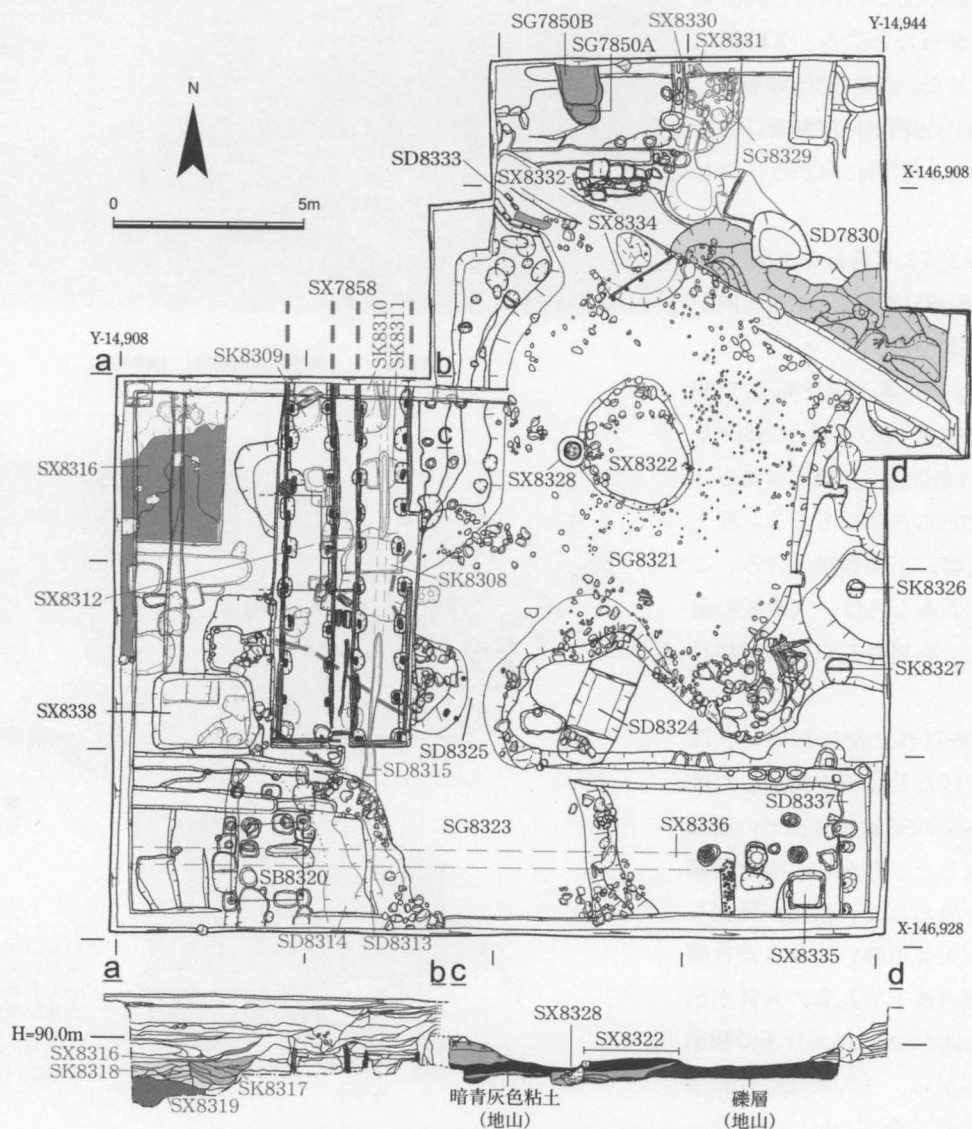 SG7850B
SX8330
Y-14,944
SG7850A
SX8331
N
SD8333
SG8329
X-146,908
SX8332
0
5m
SX8334
SD7830
SX7858
SK8310
SK8311
Y-14,908
a
SK8309
b
c
d
SX8316
SX8328
SX8322
SG8321
SK8308
SK8326
SX8312
SK8327
SX8338
SD8324
SD8325
SD8315
SD8337
SG8323
SX8336
SB8320
SD8314
SD8313
X-146,928
SX8335
a
b
c
d
SX8328
H=90.0m
SX8322
SX8316
SK8318
SK8317
SX8319
暗青灰色粘土
(地山)
礫層
(地山)